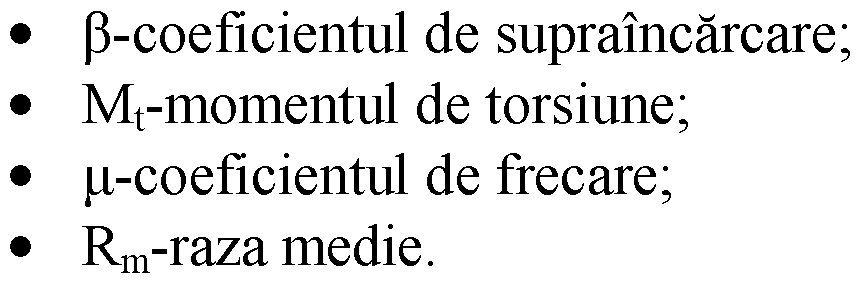 • β-coeficientul de supraîncărcare;
• Mₜ-momentul de torsiune;
• μ-coeficientul de frecare;
• Rₘ-raza medie.